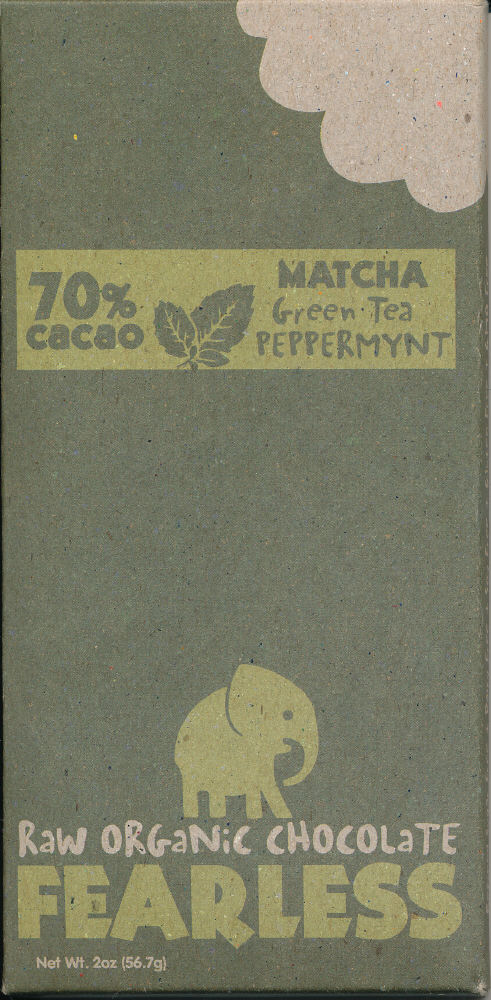 70%
cacao
MATCHA
Green Tea
PEPPERMYNT
RaW ORGaNiC CHOCOLaTE
FEARLESS
Net Wt. 2oz (56.7g)